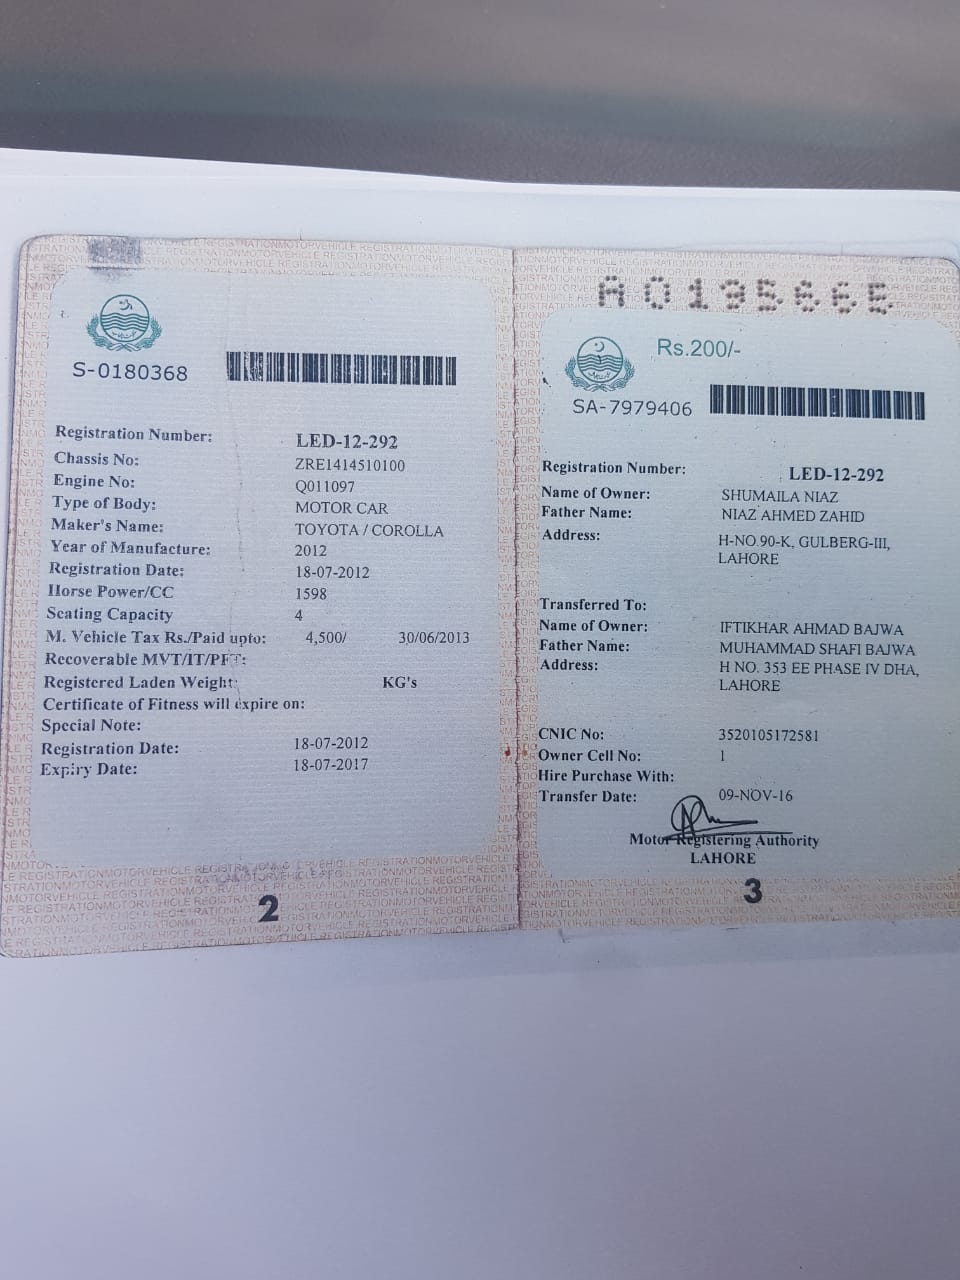 S-0180368
Registration Number: LED-12-292
Chassis No: ZRE1414510100
Engine No: Q011097
Type of Body: MOTOR CAR
Maker's Name: TOYOTA / COROLLA
Year of Manufacture: 2012
Registration Date: 18-07-2012
Horse Power/CC 1598
Seating Capacity 4
M. Vehicle Tax Rs./Paid upto: 4,500/ 30/06/2013
Recoverable MVT/IT/PFT:
Registered Laden Weight: KG's
Certificate of Fitness will expire on:
Special Note:
Registration Date: 18-07-2012
Expiry Date: 18-07-2017
2
A0195665
Rs.200/-
SA-7979406
Registration Number: LED-12-292
Name of Owner: SHUMAILA NIAZ
Father Name: NIAZ AHMED ZAHID
Address: H-NO.90-K, GULBERG-III,
LAHORE
Transferred To:
Name of Owner: IFTIKHAR AHMAD BAJWA
Father Name: MUHAMMAD SHAFI BAJWA
Address: H NO. 353 EE PHASE IV DHA,
LAHORE
CNIC No: 3520105172581
Owner Cell No: 1
Hire Purchase With:
Transfer Date: 09-NOV-16
Motor Registering Authority
LAHORE
3